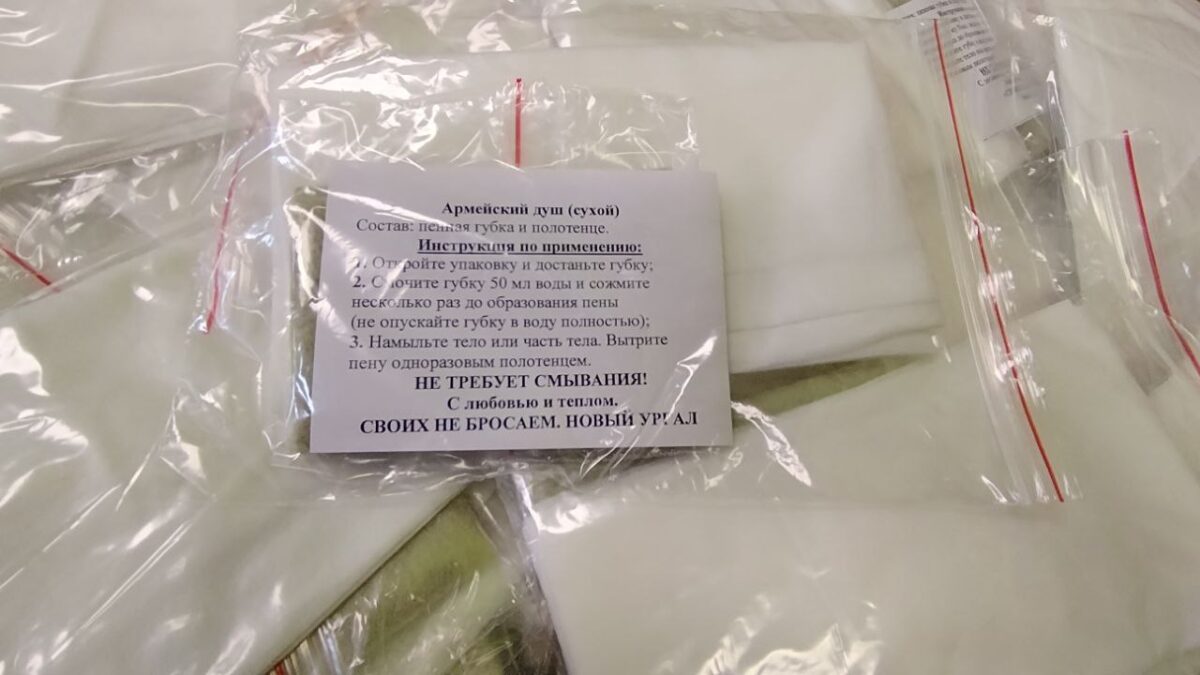 Армейский душ (сухой)
Состав: пенная губка и полотенце.
Инструкция по применению:
1. Откройте упаковку и достаньте губку;
2. Смочите губку 50 мл воды и сожмите
несколько раз до образования пены
(не опускайте губку в воду полностью);
3. Намыльте тело или часть тела. Вытрите
пену одноразовым полотенцем.
НЕ ТРЕБУЕТ СМЫВАНИЯ!
С любовью и теплом.
СВОИХ НЕ БРОСАЕМ. НОВЫЙ УРГАЛ